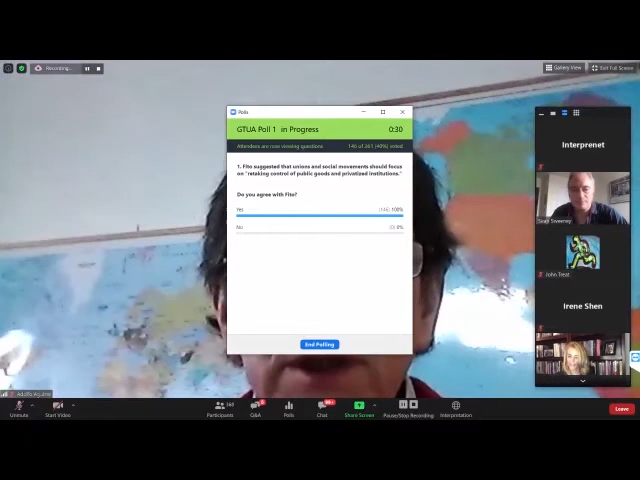 Recording...
Gallery View
Exit Full Screen
Polls
GTUA Poll 1 in Progress
0:30
Attendees are now viewing questions
146 of 361 (40%) voted
1. Fito suggested that unions and social movements should focus
on "retaking control of public goods and privatized institutions."
Do you agree with Fito?
Yes
(146) 100%
No
(0) 0%
End Polling
Interprenet
Sean Sweeney
John Treat
Irene Shen
Unmute
Start Video
Participants
360
Q&A
Polls
Chat
99+
Share Screen
Pause/Stop Recording
Interpretation
Leave